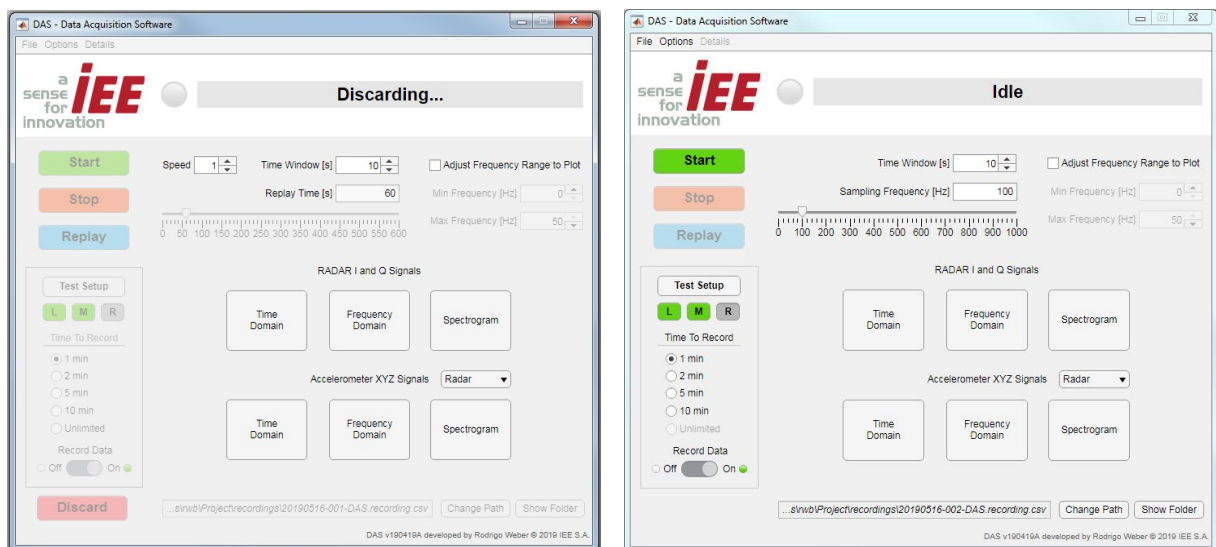 DAS - Data Acquisition Software
File Options Details
a
sense
for
innovation
iEE
Discarding...
Start
Stop
Replay
Speed 1
Time Window [s] 10
Adjust Frequency Range to Plot
Replay Time [s] 60
Min Frequency [Hz] 0
Max Frequency [Hz] 50
0 50 100 150 200 250 300 350 400 450 500 550 600
Test Setup
L M R
Time To Record
1 min
2 min
5 min
10 min
Unlimited
Record Data
Off On
RADAR I and Q Signals
Time
Domain
Frequency
Domain
Spectrogram
Accelerometer XYZ Signals Radar
Time
Domain
Frequency
Domain
Spectrogram
Discard
...s\rwb\Project\recordings\20190516-001-DAS.recording.csv Change Path Show Folder
DAS v190419A developed by Rodrigo Weber © 2019 IEE S.A.
DAS - Data Acquisition Software
File Options Details
a
sense
for
innovation
iEE
Idle
Start
Stop
Replay
Time Window [s] 10
Adjust Frequency Range to Plot
Sampling Frequency [Hz] 100
Min Frequency [Hz] 0
Max Frequency [Hz] 50
0 100 200 300 400 500 600 700 800 900 1000
Test Setup
L M R
Time To Record
1 min
2 min
5 min
10 min
Unlimited
Record Data
Off On
RADAR I and Q Signals
Time
Domain
Frequency
Domain
Spectrogram
Accelerometer XYZ Signals Radar
Time
Domain
Frequency
Domain
Spectrogram
...s\rwb\Project\recordings\20190516-002-DAS.recording.csv Change Path Show Folder
DAS v190419A developed by Rodrigo Weber © 2019 IEE S.A.